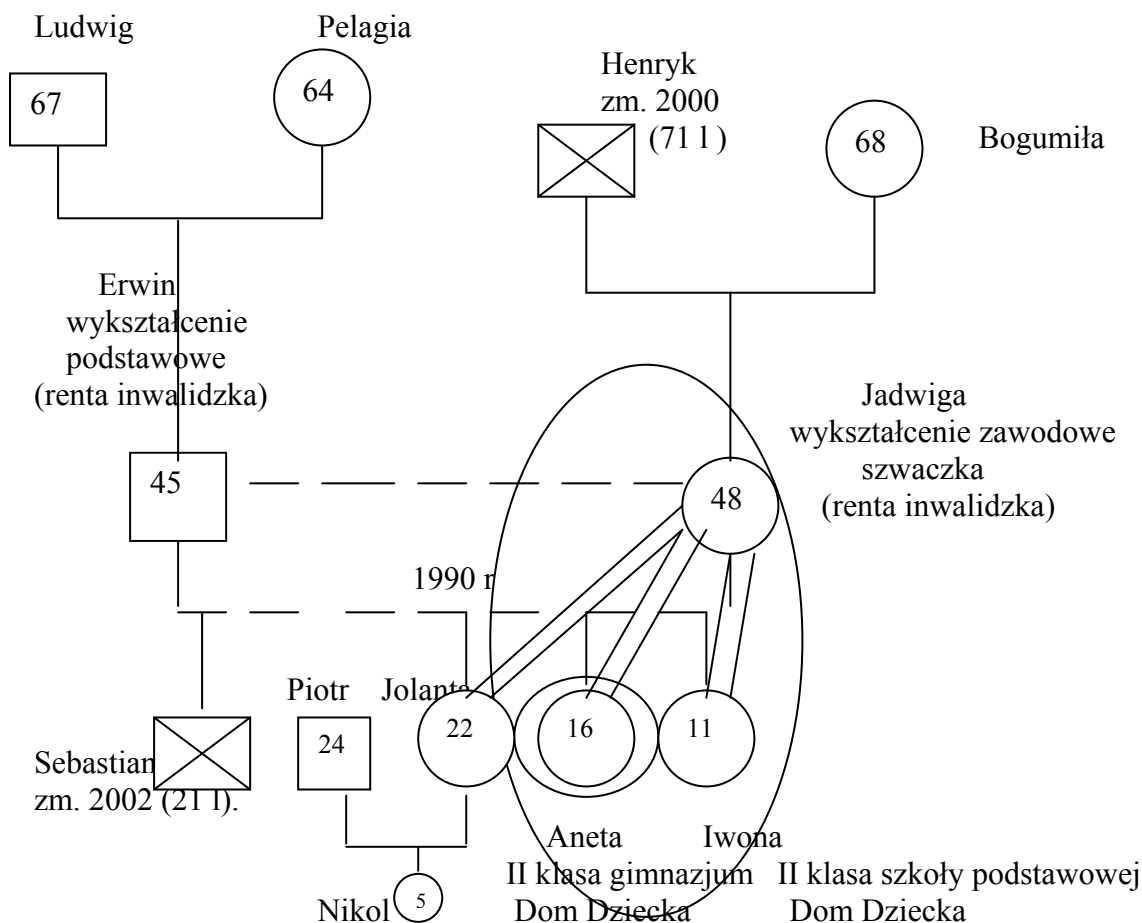 Ludwig
Pelagia
67
64
Henryk
zm. 2000
(71 l )
68
Bogumiła
Erwin
wykształcenie
podstawowe
(renta inwalidzka)
Jadwiga
wykształcenie zawodowe
szwaczka
(renta inwalidzka)
45
48
1990 r
Piotr
Jolanta
24
22
16
11
Sebastian
zm. 2002 (21 l).
Aneta
II klasa gimnazjum
Dom Dziecka
Iwona
II klasa szkoły podstawowej
Dom Dziecka
Nikol
5